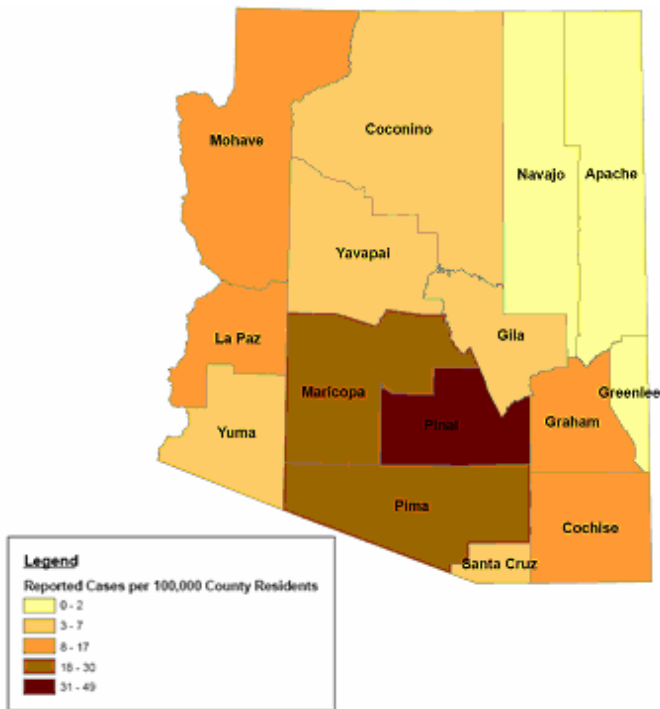 Mohave
Coconino
Navajo
Apache
Yavapai
La Paz
Gila
Maricopa
Pinal
Graham
Greenlee
Yuma
Pima
Cochise
Santa Cruz
Legend
Reported Cases per 100,000 County Residents
0 - 2
3 - 7
8 - 17
18 - 30
31 - 49